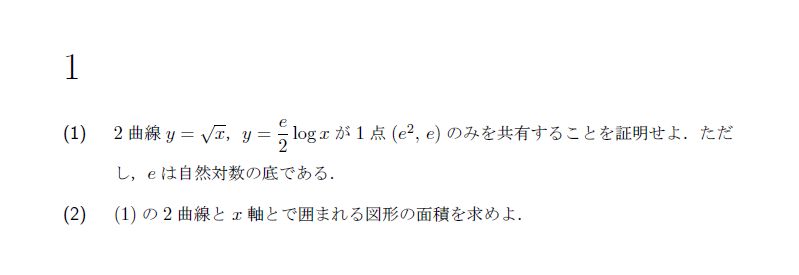 1
(1) 2 曲線 y = √x, y = e/2 log x が 1 点 (e², e) のみを共有することを証明せよ．ただ
し，e は自然対数の底である．
(2) (1) の 2 曲線と x 軸とで囲まれる図形の面積を求めよ．